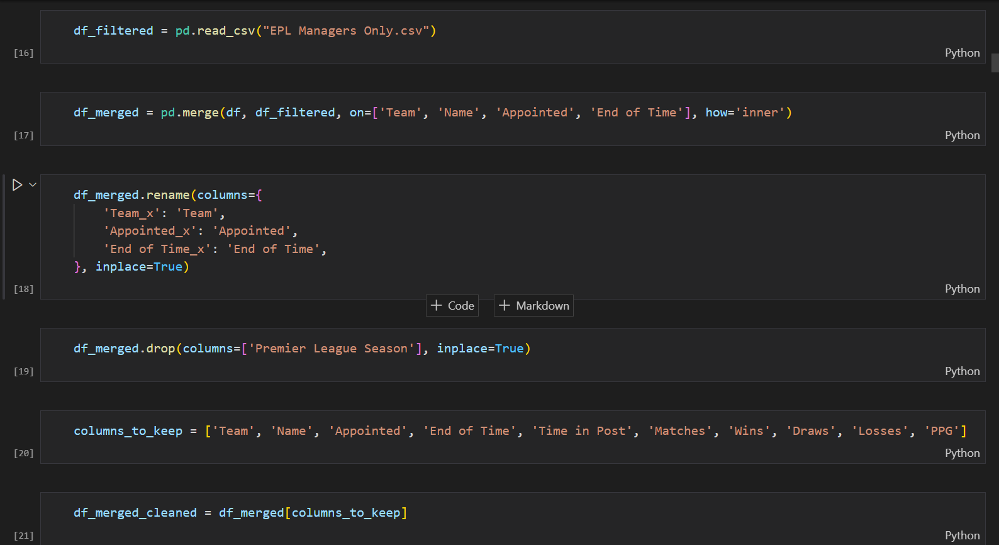 df_filtered = pd.read_csv("EPL Managers Only.csv")
[16]
Python
df_merged = pd.merge(df, df_filtered, on=['Team', 'Name', 'Appointed', 'End of Time'], how='inner')
[17]
Python
df_merged.rename(columns={
    'Team_x': 'Team',
    'Appointed_x': 'Appointed',
    'End of Time_x': 'End of Time',
}, inplace=True)
[18]
Python
+ Code + Markdown
df_merged.drop(columns=['Premier League Season'], inplace=True)
[19]
Python
columns_to_keep = ['Team', 'Name', 'Appointed', 'End of Time', 'Time in Post', 'Matches', 'Wins', 'Draws', 'Losses', 'PPG']
[20]
Python
df_merged_cleaned = df_merged[columns_to_keep]
[21]
Python